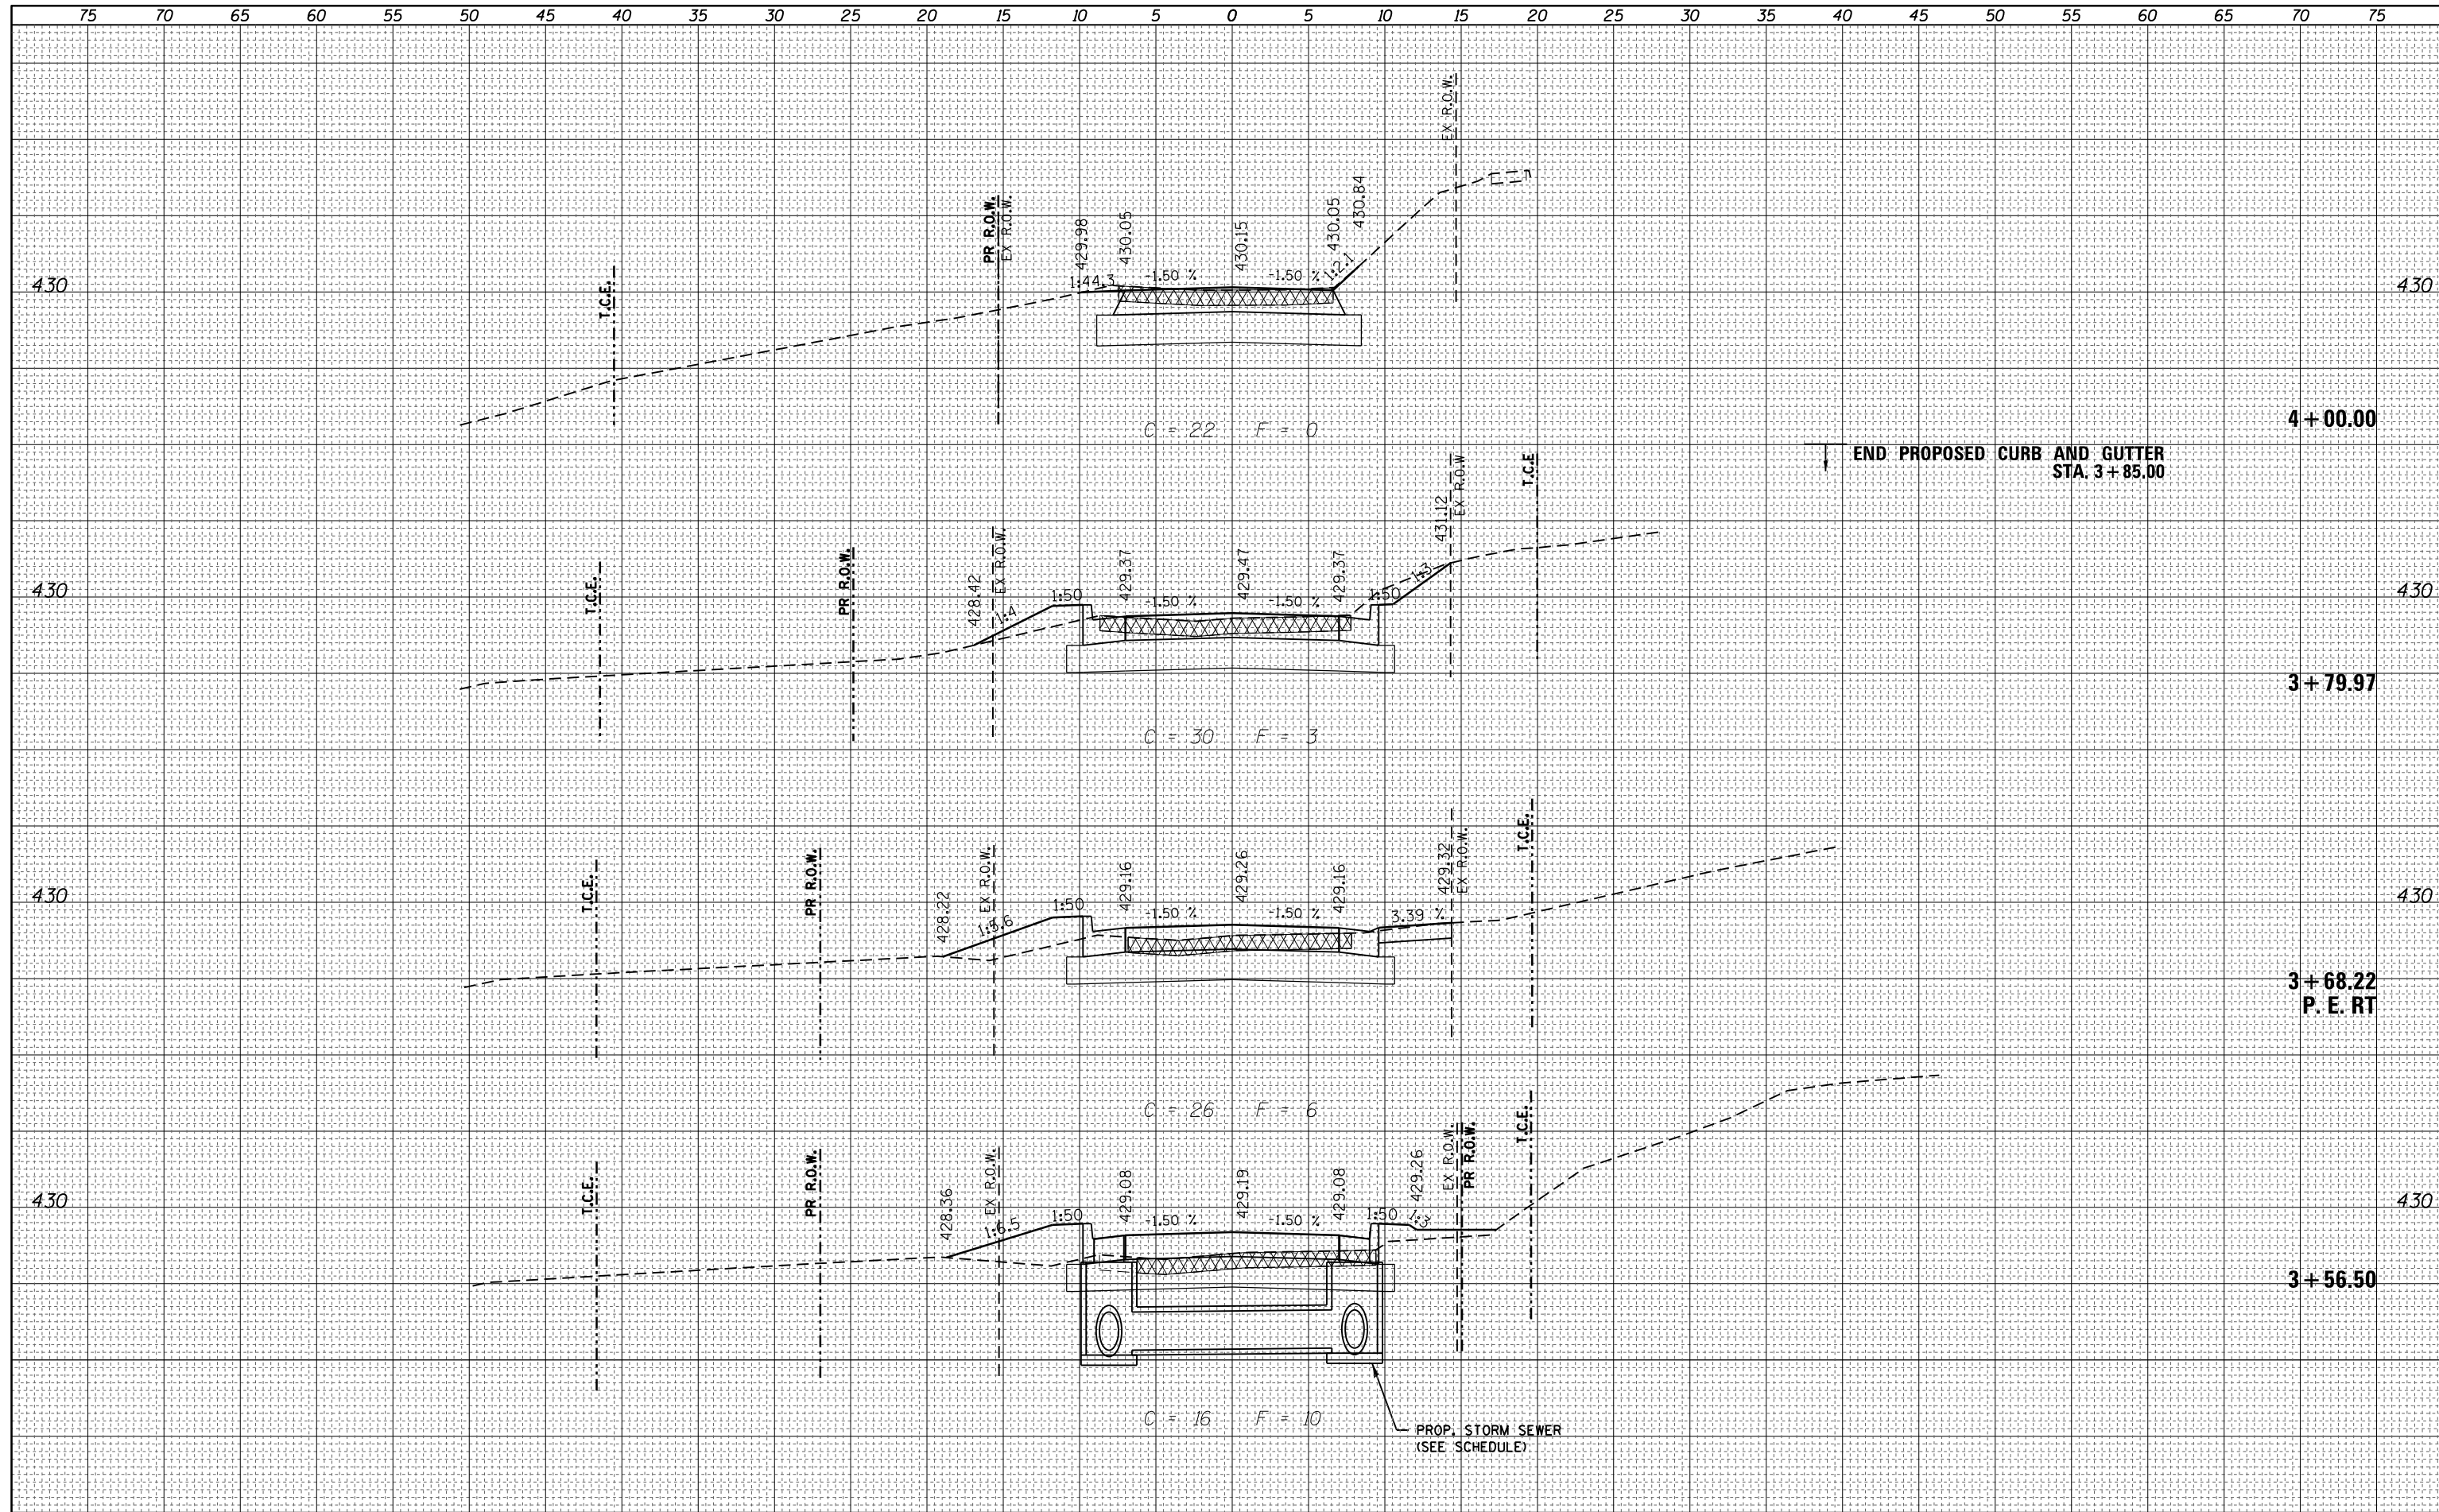 75 70 65 60 55 50 45 40 35 30 25 20 15 10 5 0 5 10 15 20 25 30 35 40 45 50 55 60 65 70 75
EX R.O.W.
PR R.O.W.
EX R.O.W.
429.98
430.05
430.15
430.05
430.84
T.C.E.
1:44.3
-1.50 %
-1.50 %
1:2.1
430
430
4+00.00
C = 22 F = 0
END PROPOSED CURB AND GUTTER
STA. 3+85.00
T.C.E.
PR R.O.W.
428.42
EX R.O.W.
429.37
429.47
429.37
431.12
EX R.O.W
T.C.E
430
1:4
1:50
-1.50 %
-1.50 %
1:50
1:3
430
3+79.97
C = 30 F = 3
T.C.E.
PR R.O.W.
428.22
EX R.O.W.
429.16
429.26
429.16
429.32
EX R.O.W.
T.C.E.
430
1:5.6
1:50
-1.50 %
-1.50 %
3.39 %
430
3+68.22
P. E. RT
C = 26 F = 6
T.C.E.
PR R.O.W.
428.36
EX R.O.W.
429.08
429.19
429.08
429.26
EX R.O.W.
PR R.O.W.
T.C.E.
430
1:6.5
1:50
-1.50 %
-1.50 %
1:50
1:3
430
3+56.50
C = 16 F = 10
PROP. STORM SEWER
(SEE SCHEDULE)